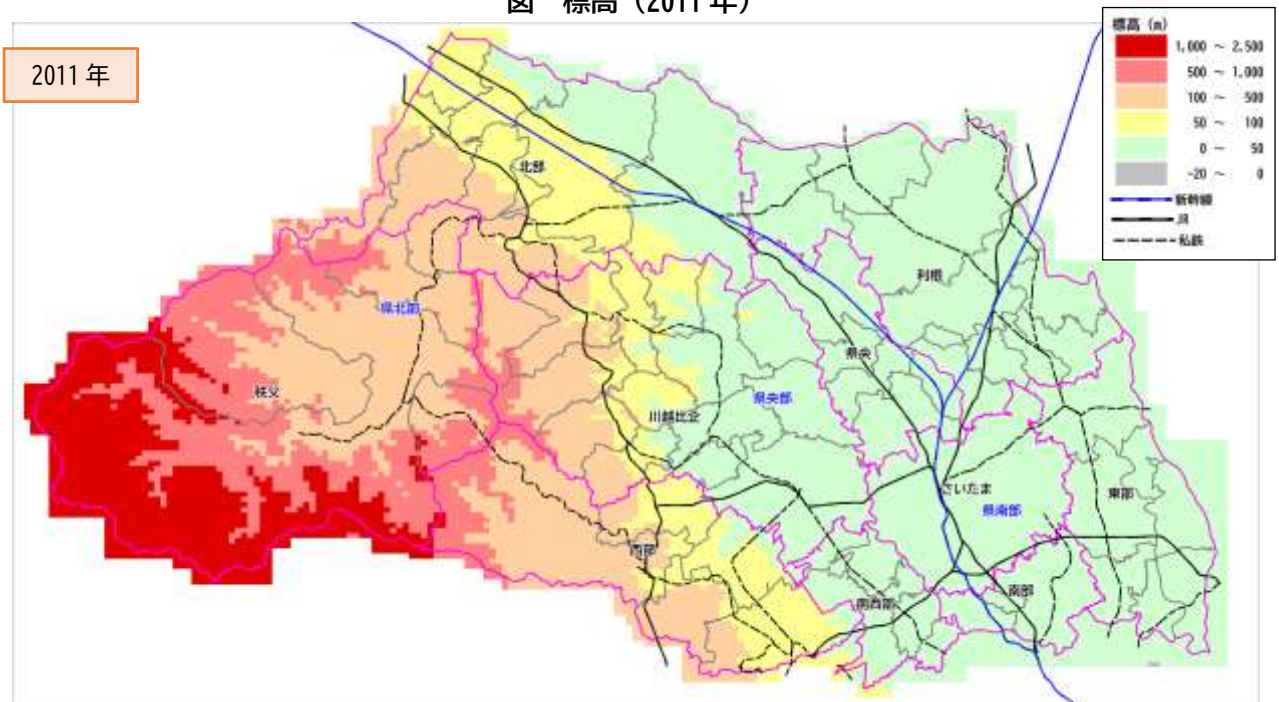 図 標高（2011 年）
2011 年
標高（m）
1,000 ～ 2,500
500 ～ 1,000
100 ～ 500
50 ～ 100
0 ～ 50
-20 ～ 0
新幹線
JR
私鉄
北部
利根
県北部
県央
秩父
県央部
川越比企
さいたま
東部
県南部
西部
南部
南西部